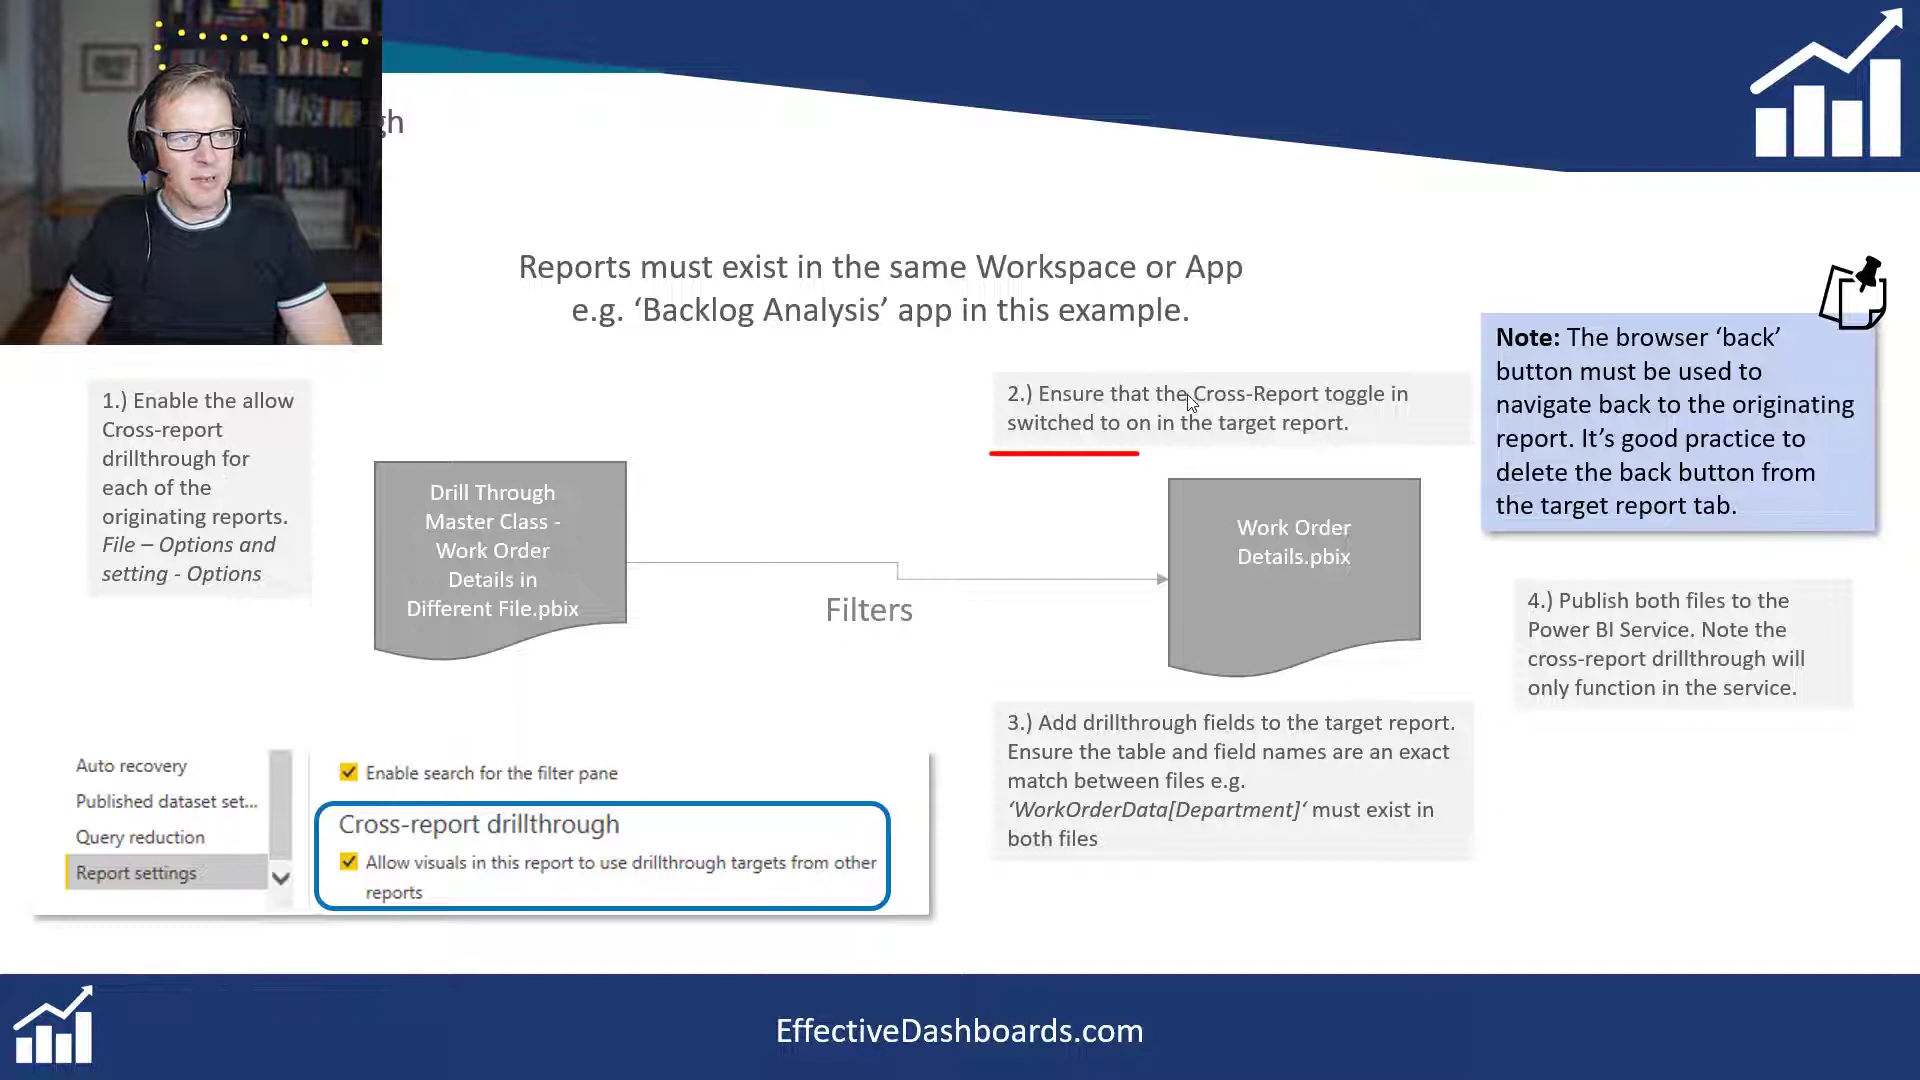 gh
Reports must exist in the same Workspace or App
e.g. ‘Backlog Analysis’ app in this example.
1.) Enable the allow
Cross-report
drillthrough for
each of the
originating reports.
File – Options and
setting - Options
Drill Through
Master Class -
Work Order
Details in
Different File.pbix
Filters
2.) Ensure that the Cross-Report toggle in
switched to on in the target report.
Work Order
Details.pbix
3.) Add drillthrough fields to the target report.
Ensure the table and field names are an exact
match between files e.g.
‘WorkOrderData[Department]‘ must exist in
both files
Note: The browser ‘back’
button must be used to
navigate back to the originating
report. It’s good practice to
delete the back button from
the target report tab.
4.) Publish both files to the
Power BI Service. Note the
cross-report drillthrough will
only function in the service.
Auto recovery
Published dataset set...
Query reduction
Report settings
Enable search for the filter pane
Cross-report drillthrough
Allow visuals in this report to use drillthrough targets from other
reports
EffectiveDashboards.com